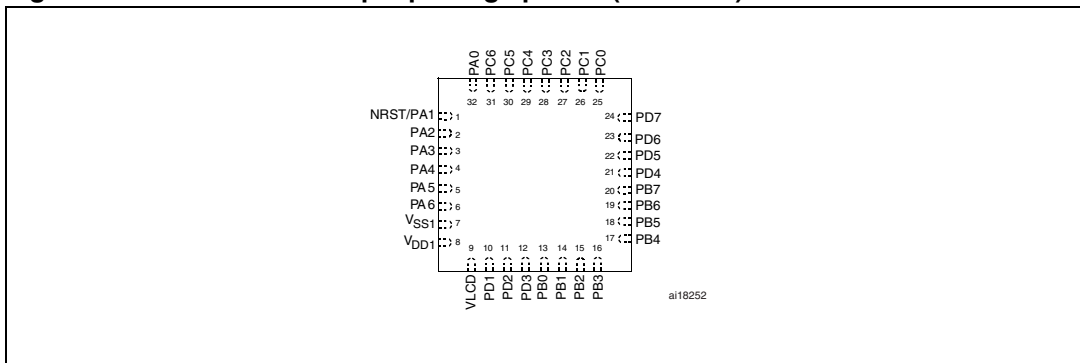 PA0 PC6 PC5 PC4 PC3 PC2 PC1 PC0
32 31 30 29 28 27 26 25
NRST/PA1 1
PA2 2
PA3 3
PA4 4
PA5 5
PA6 6
VSS1 7
VDD1 8
24 PD7
23 PD6
22 PD5
21 PD4
20 PB7
19 PB6
18 PB5
17 PB4
9 10 11 12 13 14 15 16
VLCD PD1 PD2 PD3 PB0 PB1 PB2 PB3
ai18252